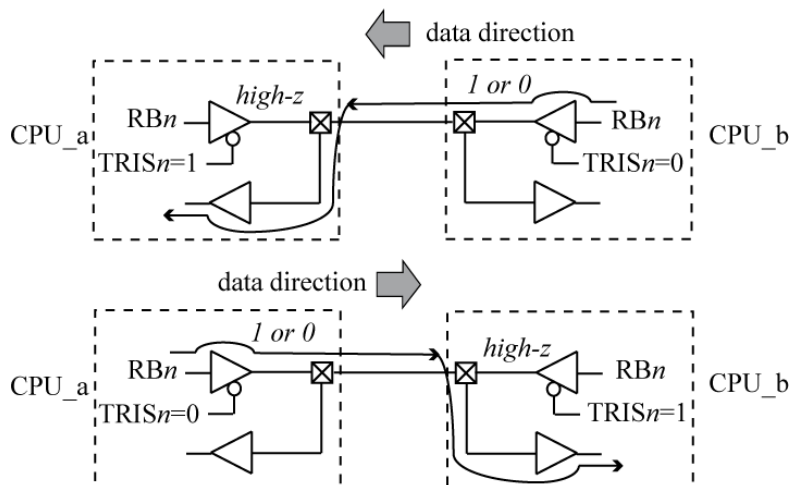 data direction
high-z
1 or 0
RBn
RBn
CPU_a
CPU_b
TRISn=1
TRISn=0
data direction
1 or 0
high-z
RBn
RBn
CPU_a
CPU_b
TRISn=0
TRISn=1